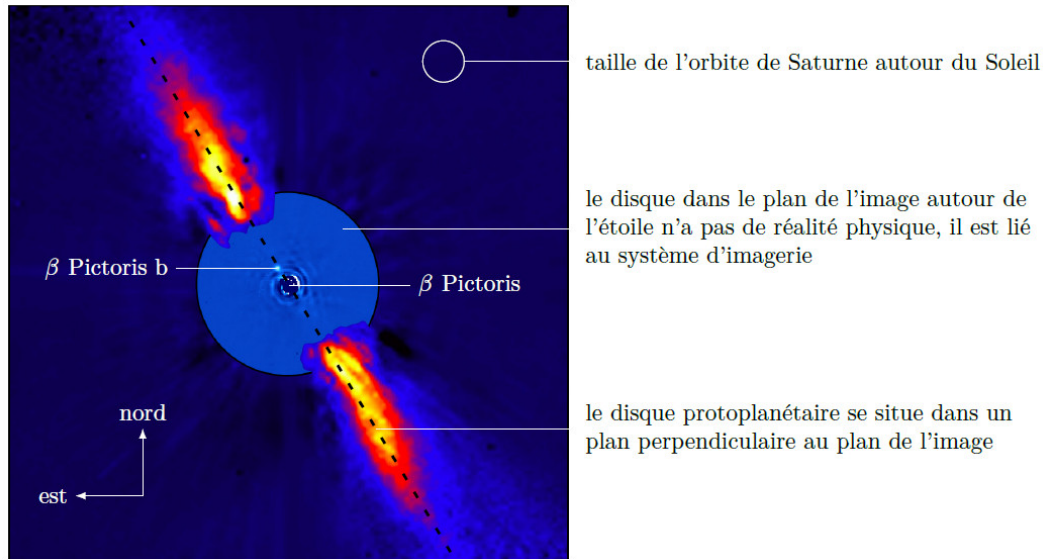 taille de l'orbite de Saturne autour du Soleil
le disque dans le plan de l'image autour de
l'étoile n'a pas de réalité physique, il est lié
au système d'imagerie
β Pictoris b
β Pictoris
nord
est
le disque protoplanétaire se situe dans un
plan perpendiculaire au plan de l'image